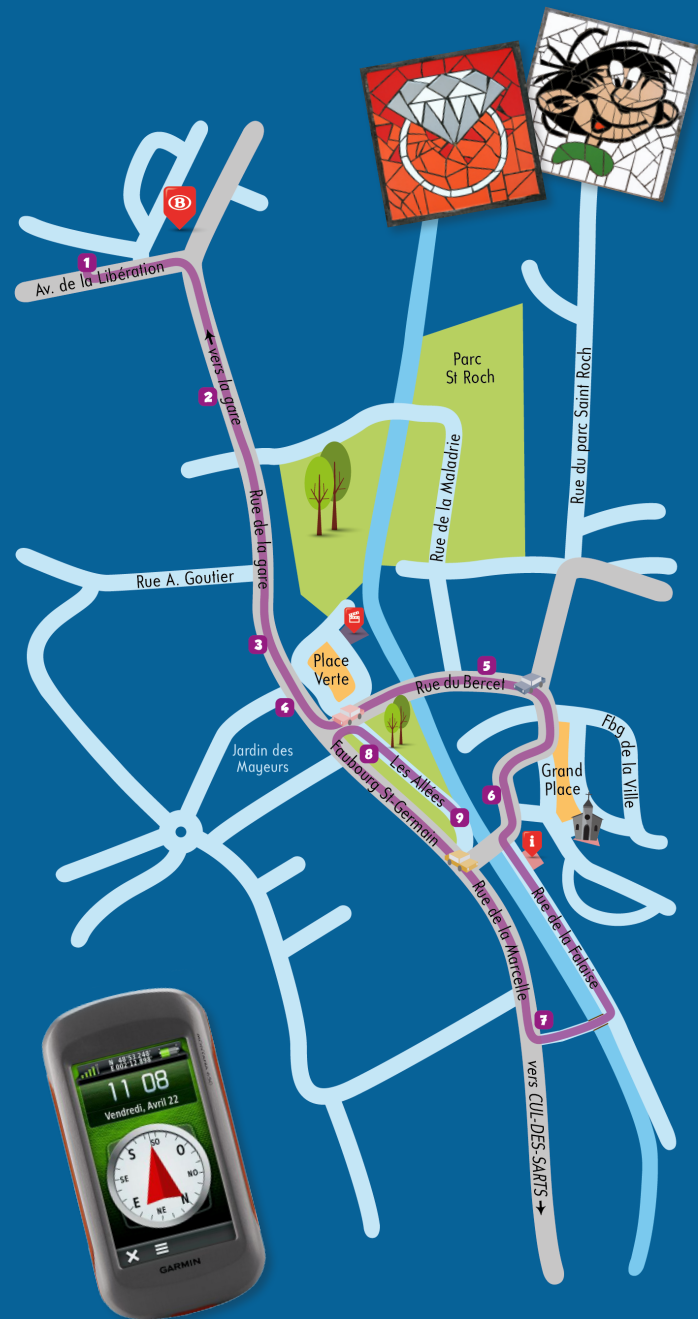 B
1
Av. de la Libération
vers la gare
2
Parc
St Roch
Rue du parc Saint Roch
Rue de la Maladrie
Rue de la gare
Rue A. Goutier
3
Place
Verte
4
5
Rue du Bercet
Jardin des
Mayeurs
8
Les Allées
Faubourg St-Germain
9
6
Grand
Place
Fbg de la Ville
i
Rue de la Falaise
Rue de la Marcelle
7
vers CUL-DES-SARTS
11 08
Vendredi, Avril 22
S
SO
O
SE
NO
E
NE
N
GARMIN